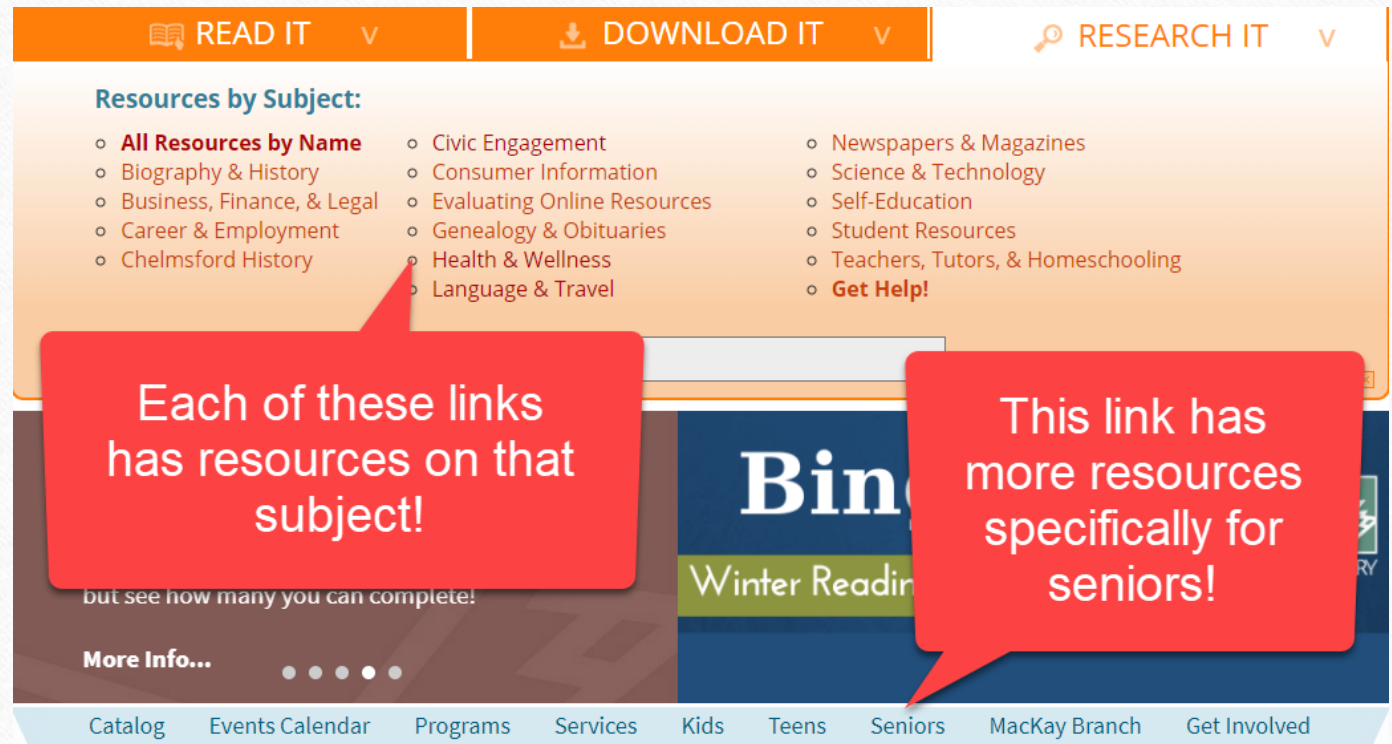 READ IT V
DOWNLOAD IT V
RESEARCH IT V
Resources by Subject:
All Resources by Name
Biography & History
Business, Finance, & Legal
Career & Employment
Chelmsford History
Civic Engagement
Consumer Information
Evaluating Online Resources
Genealogy & Obituaries
Health & Wellness
Language & Travel
Newspapers & Magazines
Science & Technology
Self-Education
Student Resources
Teachers, Tutors, & Homeschooling
Get Help!
Each of these links
has resources on that
subject!
This link has
more resources
specifically for
seniors!
but see how many you can complete!
More Info...
Winter
Catalog Events Calendar Programs Services Kids Teens Seniors MacKay Branch Get Involved